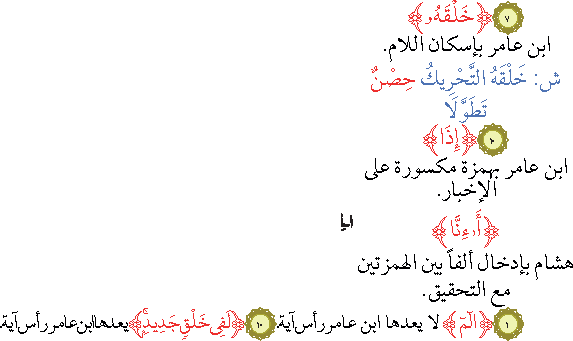 ٧ ﴿خَلْقَهُۥ﴾
ابن عامر بإسكان اللام.
ش: خَلْقَهُ التَّحْرِيكُ حِصْنٌ
تَطَوَّلَا
﴿إِذَا﴾
ابن عامر بهمزة مكسورة على
الإخبار.
﴿أَ.نَّا﴾
هشام بإدخال ألفاً بين الهمزتين
مع التحقيق.
١ ﴿الٓمٓ﴾ لا يعدها ابن عامر رأس آية. ١٠ ﴿لَفِى خَلْقٍ جَدِيدٍ﴾ يعدها ابن عامر رأس آية.